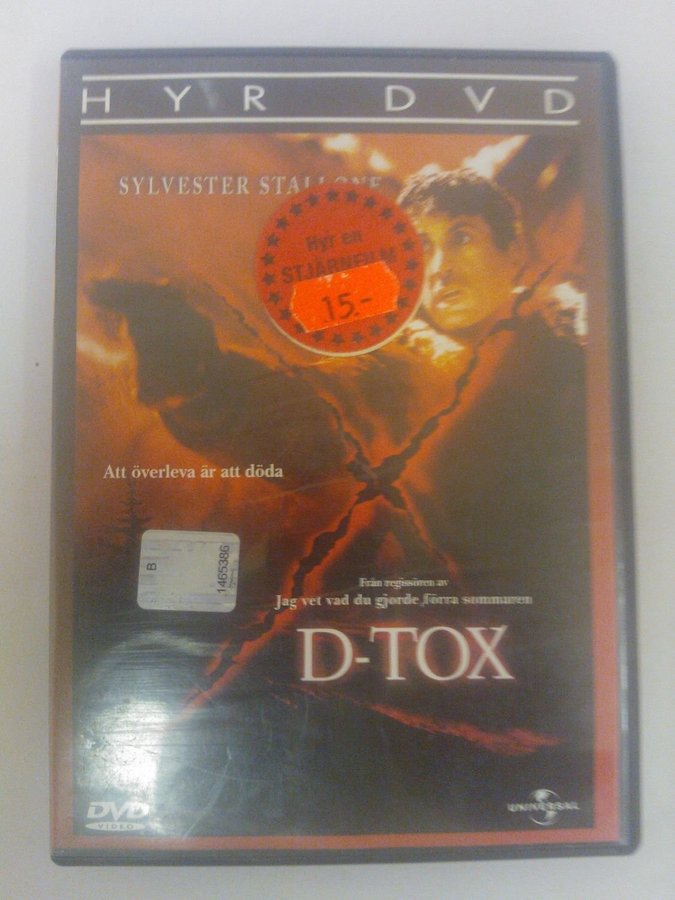 HYR DVD
SYLVESTER STALLONE
Hyr en
STJÄRNFILM
15.-
Att överleva är att döda
B
1465386
Från regissören av
Jag vet vad du gjorde förra sommaren
D-TOX
DVD
VIDEO
UNIVERSAL